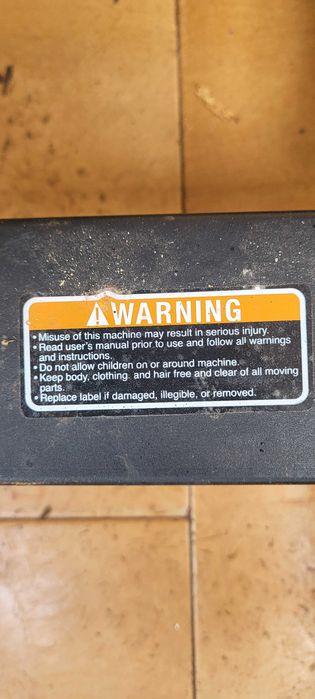 WARNING
• Misuse of this machine may result in serious injury.
• Read user's manual prior to use and follow all warnings
and instructions.
• Do not allow children on or around machine.
• Keep body, clothing, and hair free and clear of all moving
parts.
• Replace label if damaged, illegible, or removed.